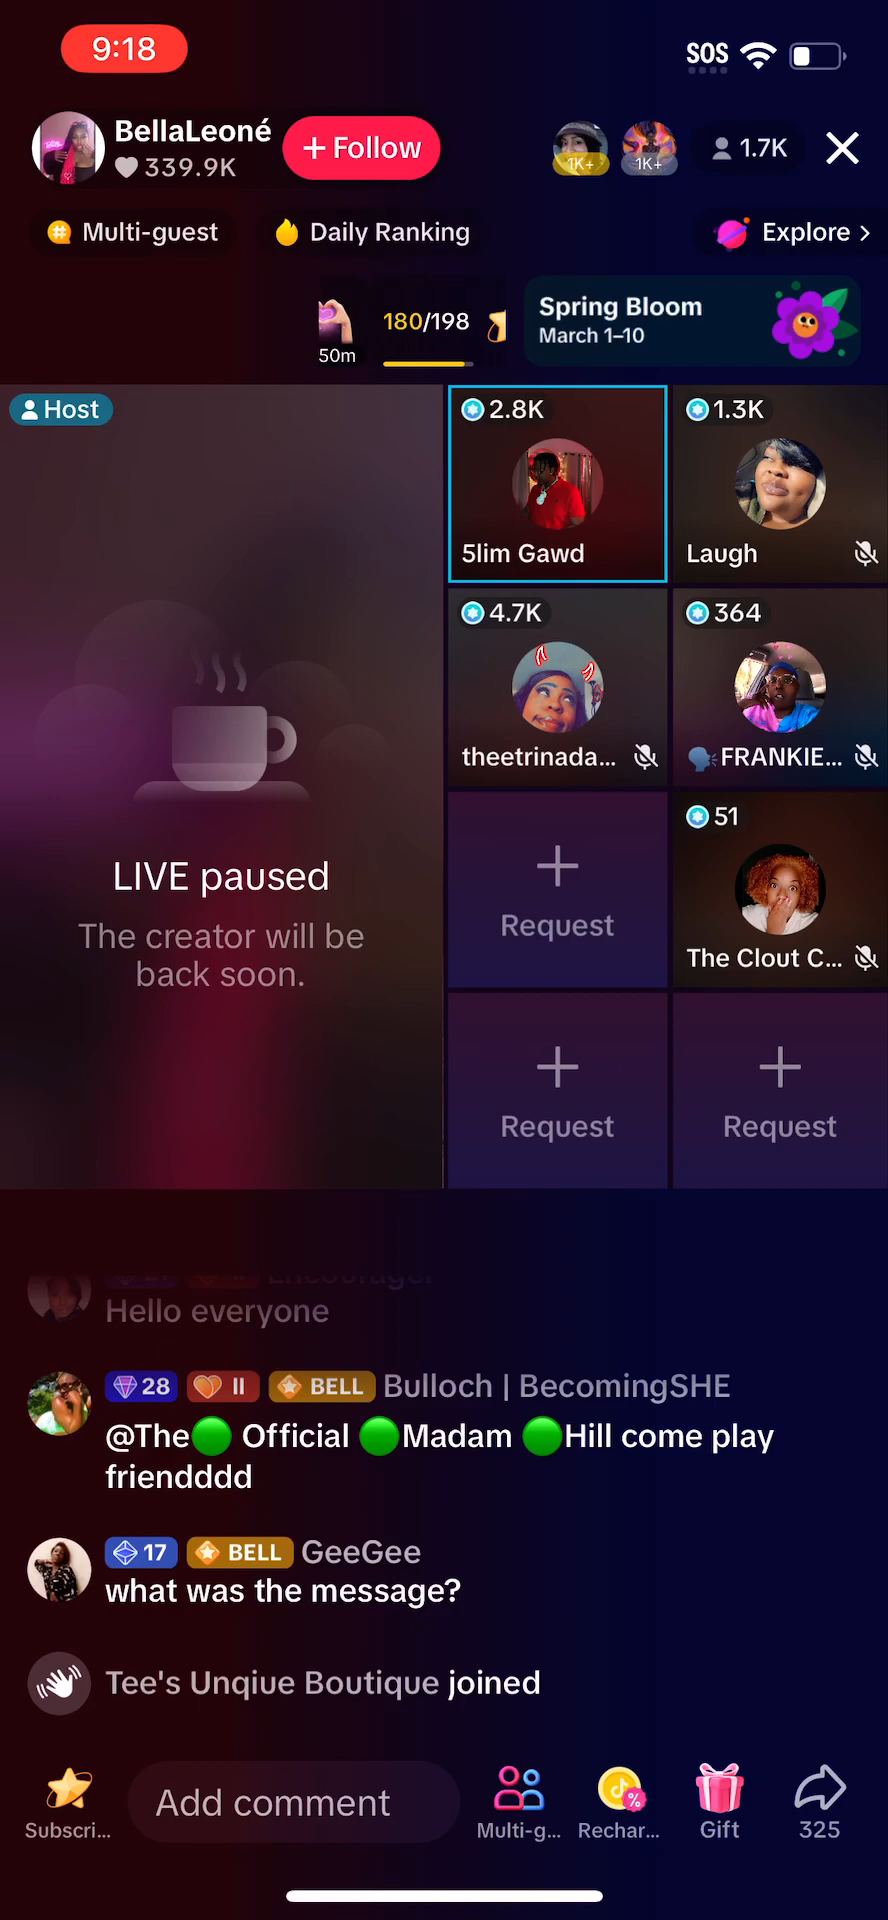 9:18
SOS
BellaLeoné
339.9K
+ Follow
1K+
1K+
1.7K
Multi-guest
Daily Ranking
Explore >
50m
180/198
Spring Bloom
March 1–10
Host
LIVE paused
The creator will be
back soon.
2.8K
5lim Gawd
1.3K
Laugh
4.7K
theetrinada...
364
🗣️FRANKIE...
Request
51
The Clout C...
Request
Request
Hello everyone
28 II BELL Bulloch | BecomingSHE
@The🟢 Official 🟢Madam 🟢Hill come play
friendddd
17 BELL GeeGee
what was the message?
Tee's Unqiue Boutique joined
Subscri...
Add comment
Multi-g...
Rechar...
Gift
325